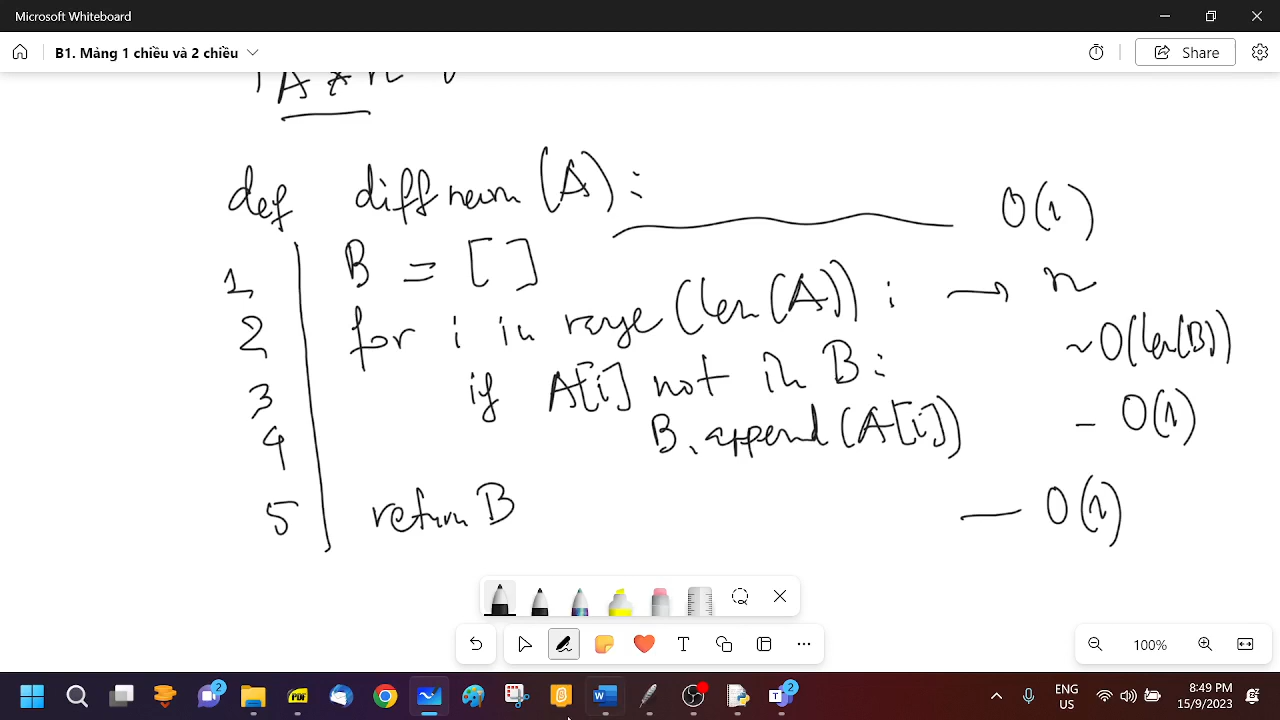 Microsoft Whiteboard
B1. Mảng 1 chiều và 2 chiều
Share
def diffnum(A): O(1)
1 B = []
2 for i in range(len(A)): → n
3 if A[i] not in B: ~O(len(B))
4 B.append(A[i]) – O(1)
5 return B — O(1)
100%
2
2
ENG
US
8:49 PM
15/9/2023